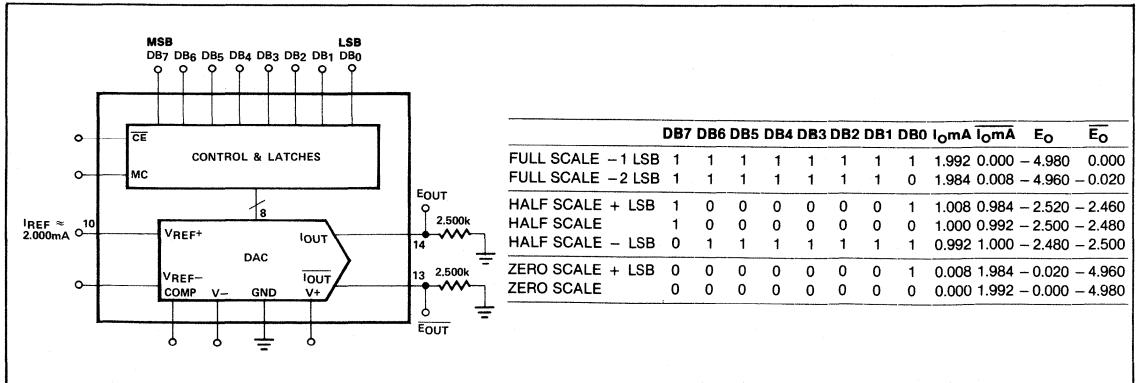 MSB LSB
DB7 DB6 DB5 DB4 DB3 DB2 DB1 DB0
CE
CONTROL & LATCHES
MC
8
EOUT
IREF ≈ 10
2.000mA
VREF+
IOUT
14
2.500k
DAC
VREF−
IOUT
13
2.500k
COMP V− GND V+
EOUT
DB7 DB6 DB5 DB4 DB3 DB2 DB1 DB0 IOmA IOmA EO EO
FULL SCALE −1 LSB 1 1 1 1 1 1 1 1 1.992 0.000 −4.980 0.000
FULL SCALE −2 LSB 1 1 1 1 1 1 1 0 1.984 0.008 −4.960 −0.020
HALF SCALE + LSB 1 0 0 0 0 0 0 1 1.008 0.984 −2.520 −2.460
HALF SCALE 1 0 0 0 0 0 0 0 1.000 0.992 −2.500 −2.480
HALF SCALE − LSB 0 1 1 1 1 1 1 1 0.992 1.000 −2.480 −2.500
ZERO SCALE + LSB 0 0 0 0 0 0 0 1 0.008 1.984 −0.020 −4.960
ZERO SCALE 0 0 0 0 0 0 0 0 0.000 1.992 −0.000 −4.980